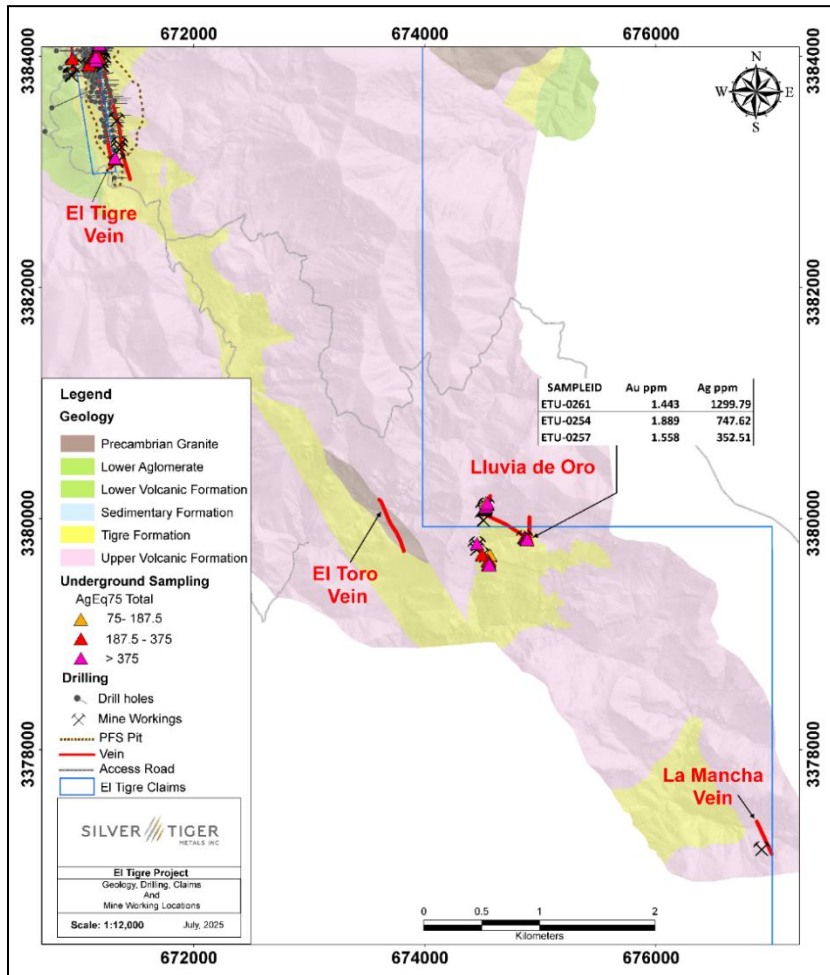 672000
674000
676000
3384000
3384000
N
W
E
S
El Tigre
Vein
3382000
3382000
SAMPLEID Au ppm Ag ppm
ETU-0261 1.443 1299.79
ETU-0254 1.889 747.62
ETU-0257 1.558 352.51
Lluvia de Oro
3380000
3380000
El Toro
Vein
3378000
3378000
La Mancha
Vein
Legend
Geology
Precambrian Granite
Lower Aglomerate
Lower Volcanic Formation
Sedimentary Formation
Tigre Formation
Upper Volcanic Formation
Underground Sampling
AgEq75 Total
75- 187.5
187.5 - 375
> 375
Drilling
Drill holes
Mine Workings
PFS Pit
Vein
Access Road
El Tigre Claims
SILVER TIGER
METALS INC
El Tigre Project
Geology, Drilling, Claims
And
Mine Working Locations
Scale: 1:12,000 July, 2025
0 0.5 1 2
Kilometers
672000
674000
676000